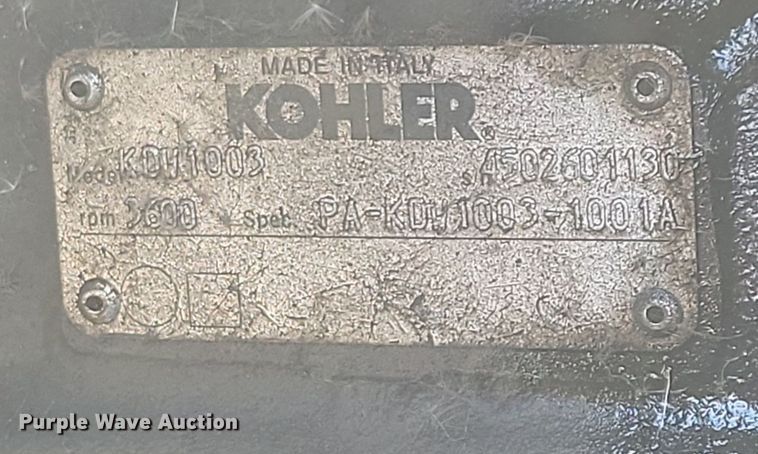 MADE IN ITALY
KOHLER®
Model KDW1003 s/ 4502601130
rpm 3600 Spec. PA-KDW1003-1001A
Purple Wave Auction